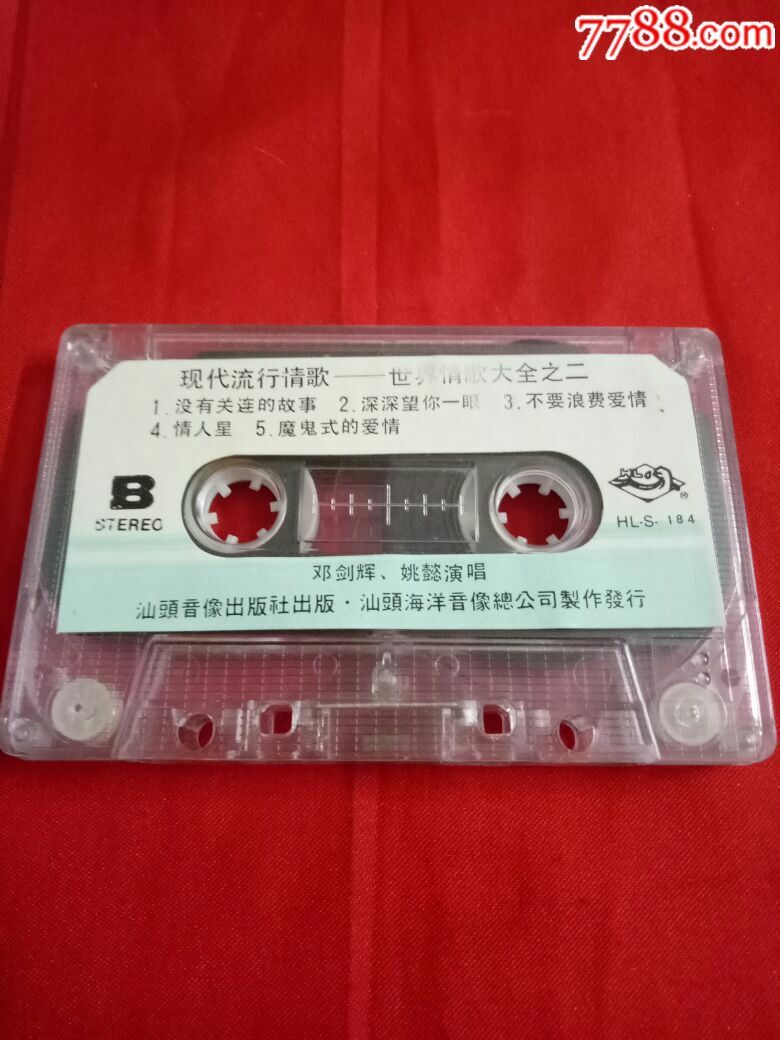 7788.com
现代流行情歌——世界情歌大全之二
1.没有关连的故事 2.深深望你一眼 3.不要浪费爱情
4.情人星 5.魔鬼式的爱情
B
STEREO
HLOS
®
HL-S-184
邓剑辉、姚懿演唱
汕頭音像出版社出版·汕頭海洋音像總公司製作發行